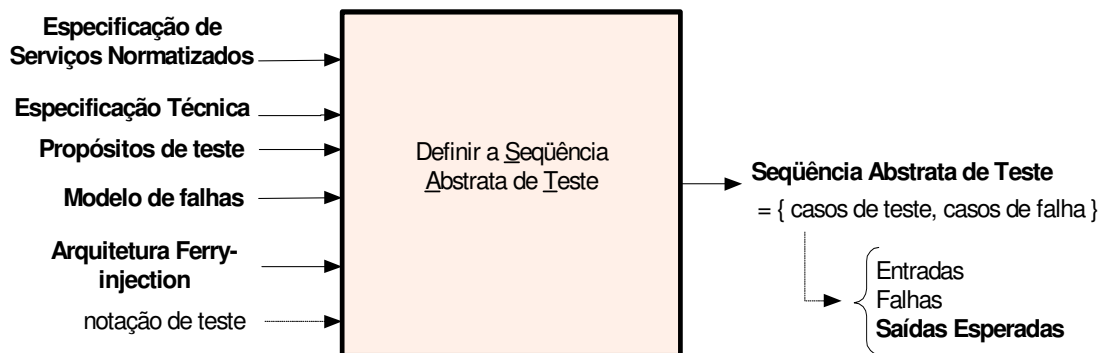 Especificação de
Serviços Normatizados
Especificação Técnica
Propósitos de teste
Modelo de falhas
Arquitetura Ferry-
injection
notação de teste
Definir a Seqüência
Abstrata de Teste
Seqüência Abstrata de Teste
= { casos de teste, casos de falha }
Entradas
Falhas
Saídas Esperadas